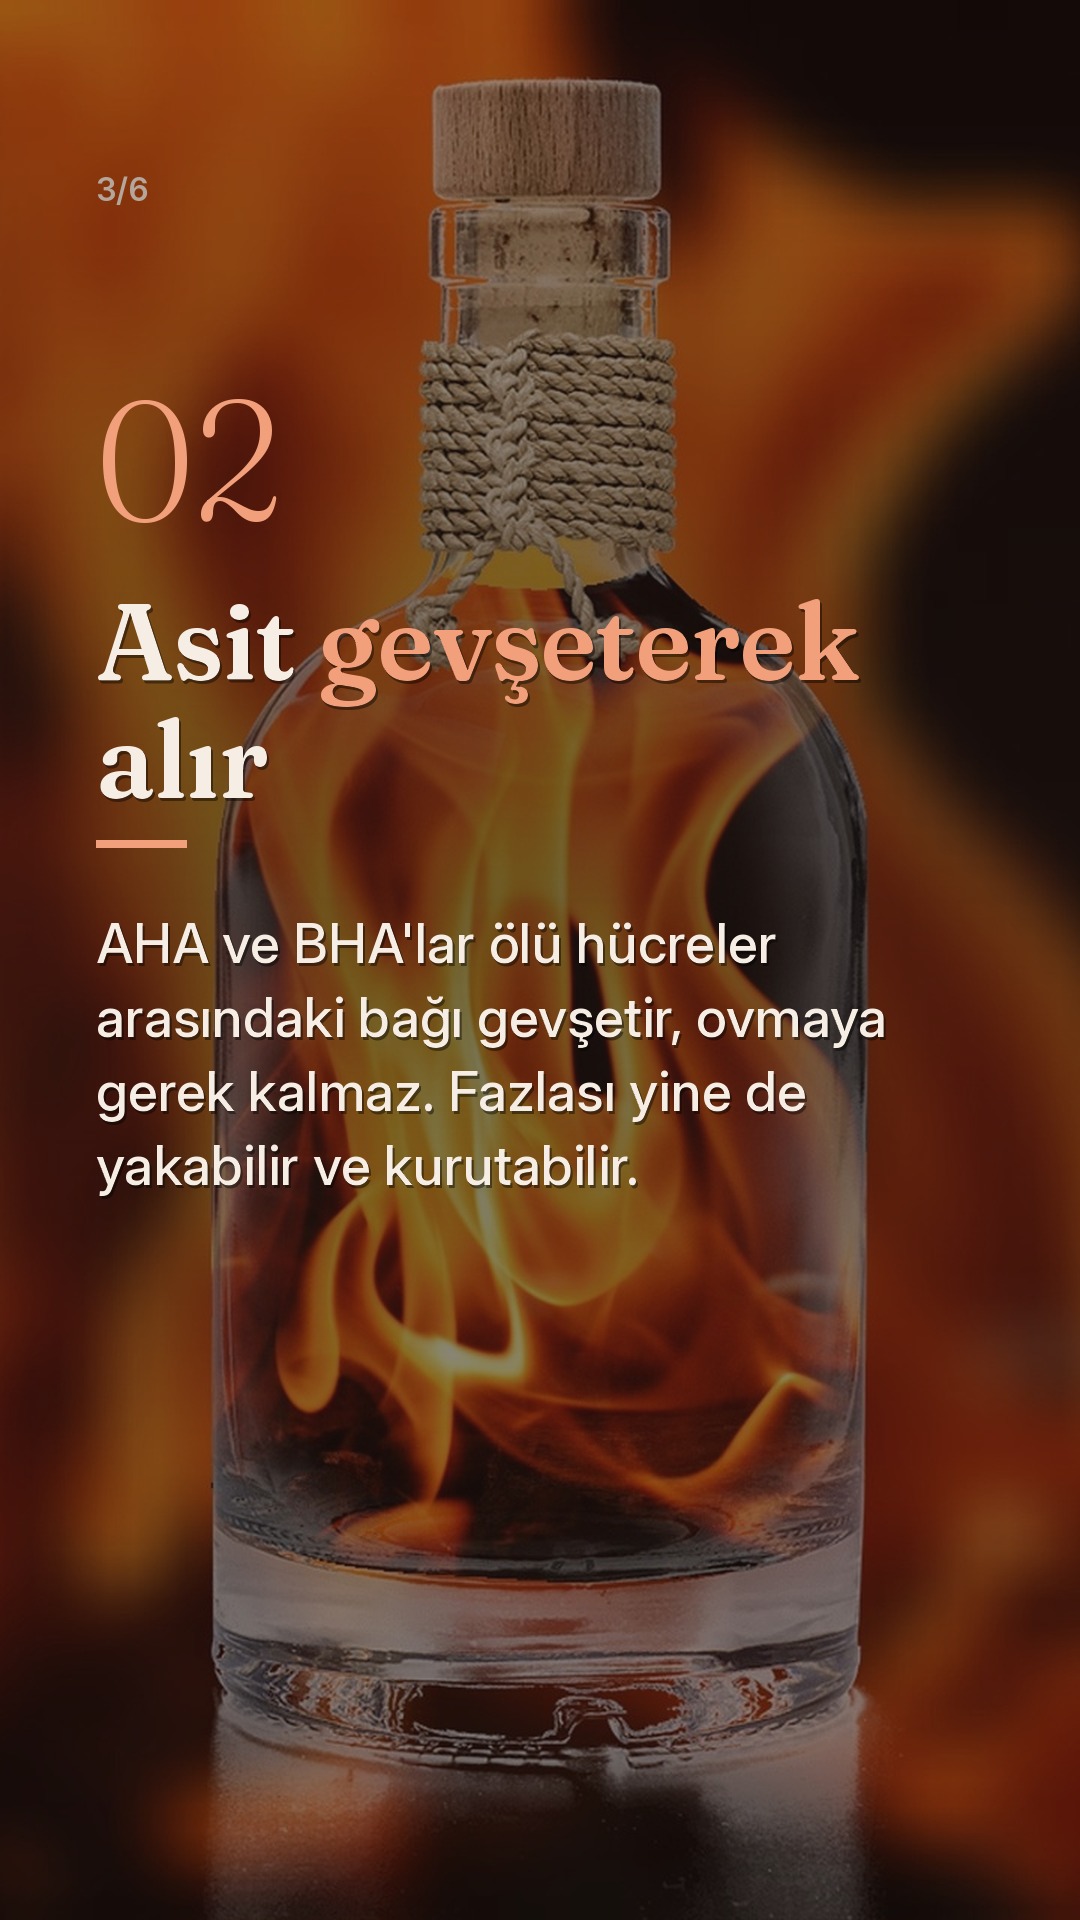 3/6
02
Asit gevşeterek
alır
AHA ve BHA'lar ölü hücreler
arasındaki bağı gevşetir, ovmaya
gerek kalmaz. Fazlası yine de
yakabilir ve kurutabilir.